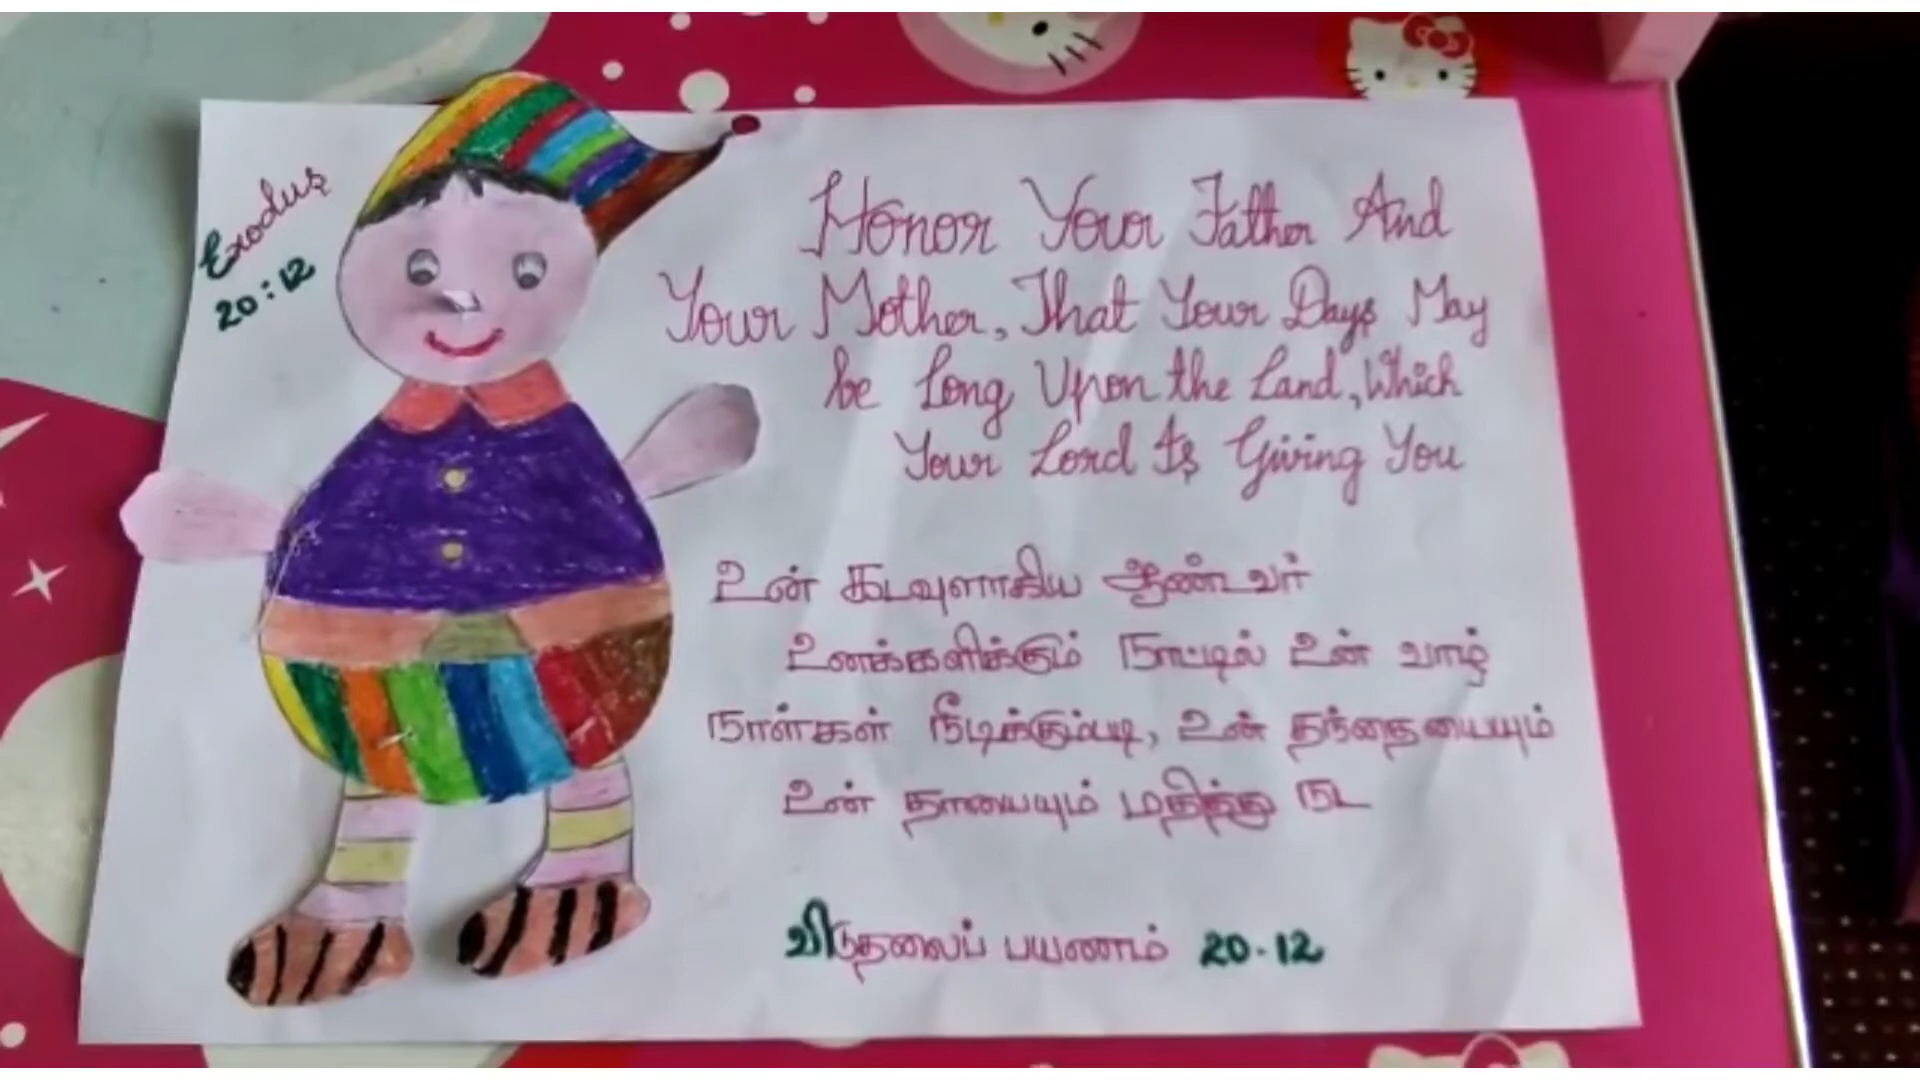 Exodus
20:12
Honor Your Father And
Your Mother, That Your Days May
be Long Upon the Land, Which
Your Lord Is Giving You
உன் கடவுளாகிய ஆண்டவர்
உனக்களிக்கும் நாட்டில் உன் வாழ்
நாள்கள் நீடிக்கும்படி, உன் தந்தையையும்
உன் தாயையும் மதித்து நட
விடுதலைப் பயணம் 20-12